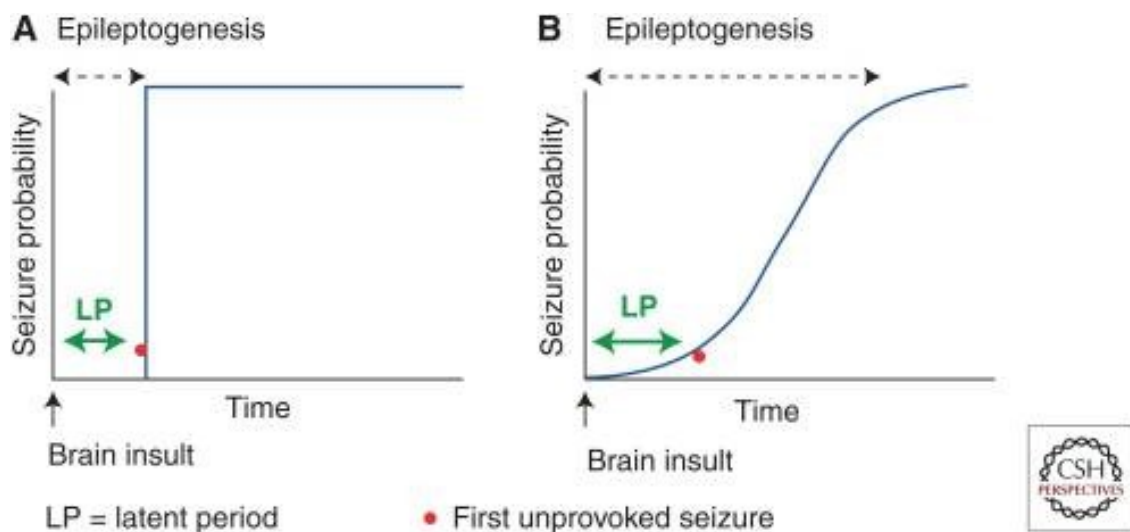 A Epileptogenesis
Seizure probability
LP
Time
Brain insult
B Epileptogenesis
Seizure probability
LP
Time
Brain insult
LP = latent period
First unprovoked seizure
CSH
PERSPECTIVES